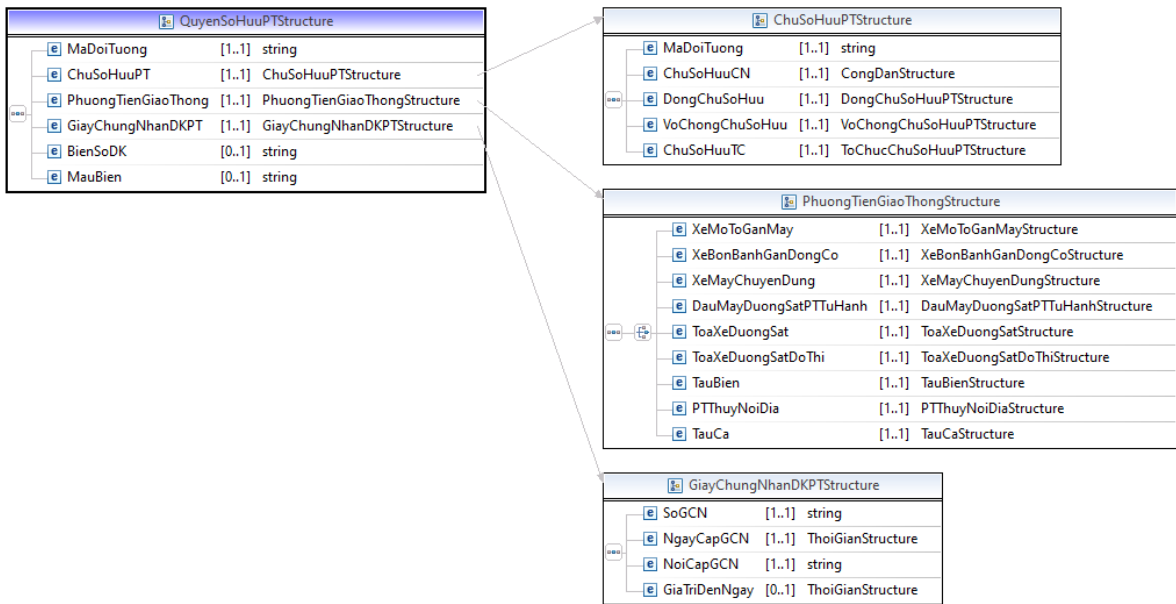 QuyenSoHuuPTStructure
MaDoiTuong [1..1] string
ChuSoHuuPT [1..1] ChuSoHuuPTStructure
PhuongTienGiaoThong [1..1] PhuongTienGiaoThongStructure
GiayChungNhanDKPT [1..1] GiayChungNhanDKPTStructure
BienSoDK [0..1] string
MauBien [0..1] string
ChuSoHuuPTStructure
MaDoiTuong [1..1] string
ChuSoHuuCN [1..1] CongDanStructure
DongChuSoHuu [1..1] DongChuSoHuuPTStructure
VoChongChuSoHuu [1..1] VoChongChuSoHuuPTStructure
ChuSoHuuTC [1..1] ToChucChuSoHuuPTStructure
PhuongTienGiaoThongStructure
XeMoToGanMay [1..1] XeMoToGanMayStructure
XeBonBanhGanDongCo [1..1] XeBonBanhGanDongCoStructure
XeMayChuyenDung [1..1] XeMayChuyenDungStructure
DauMayDuongSatPTTuHanh [1..1] DauMayDuongSatPTTuHanhStructure
ToaXeDuongSat [1..1] ToaXeDuongSatStructure
ToaXeDuongSatDoThi [1..1] ToaXeDuongSatDoThiStructure
TauBien [1..1] TauBienStructure
PTThuyNoiDia [1..1] PTThuyNoiDiaStructure
TauCa [1..1] TauCaStructure
GiayChungNhanDKPTStructure
SoGCN [1..1] string
NgayCapGCN [1..1] ThoiGianStructure
NoiCapGCN [1..1] string
GiaTriDenNgay [0..1] ThoiGianStructure